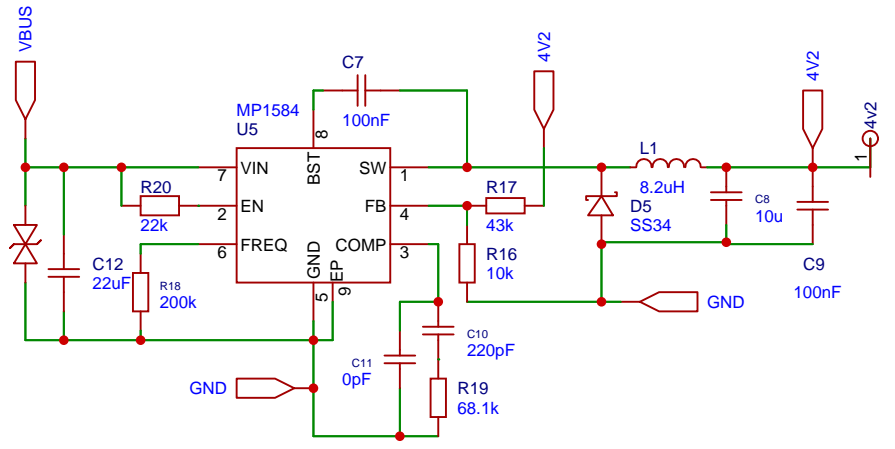 VBUS
C7
100nF
MP1584
U5
8
BST
7
VIN
SW
1
R20
22k
2
EN
FB
4
R17
43k
6
FREQ
COMP
3
GND
EP
5
9
4V2
L1
8.2uH
D5
SS34
4V2
4v2
1
C8
10u
C9
100nF
C12
22uF
R18
200k
R16
10k
GND
C10
220pF
C11
0pF
R19
68.1k
GND